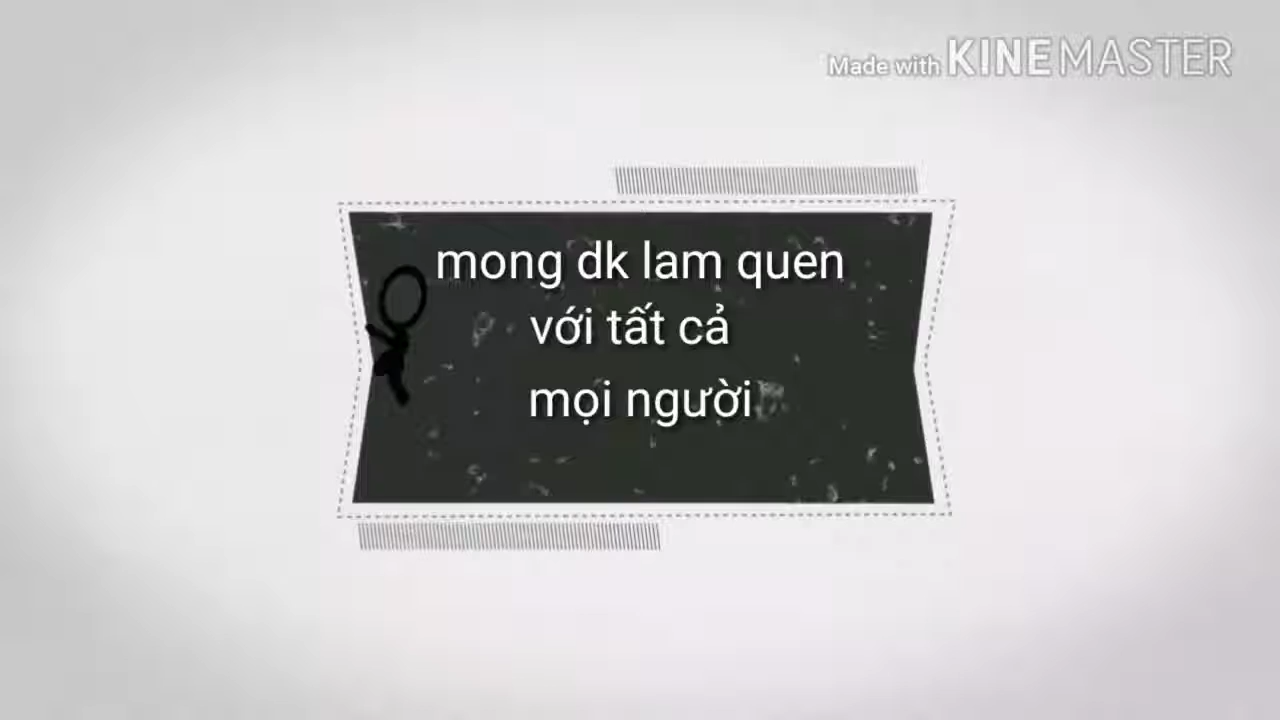 Made with KINEMASTER
mong dk lam quen
với tất cả
mọi người